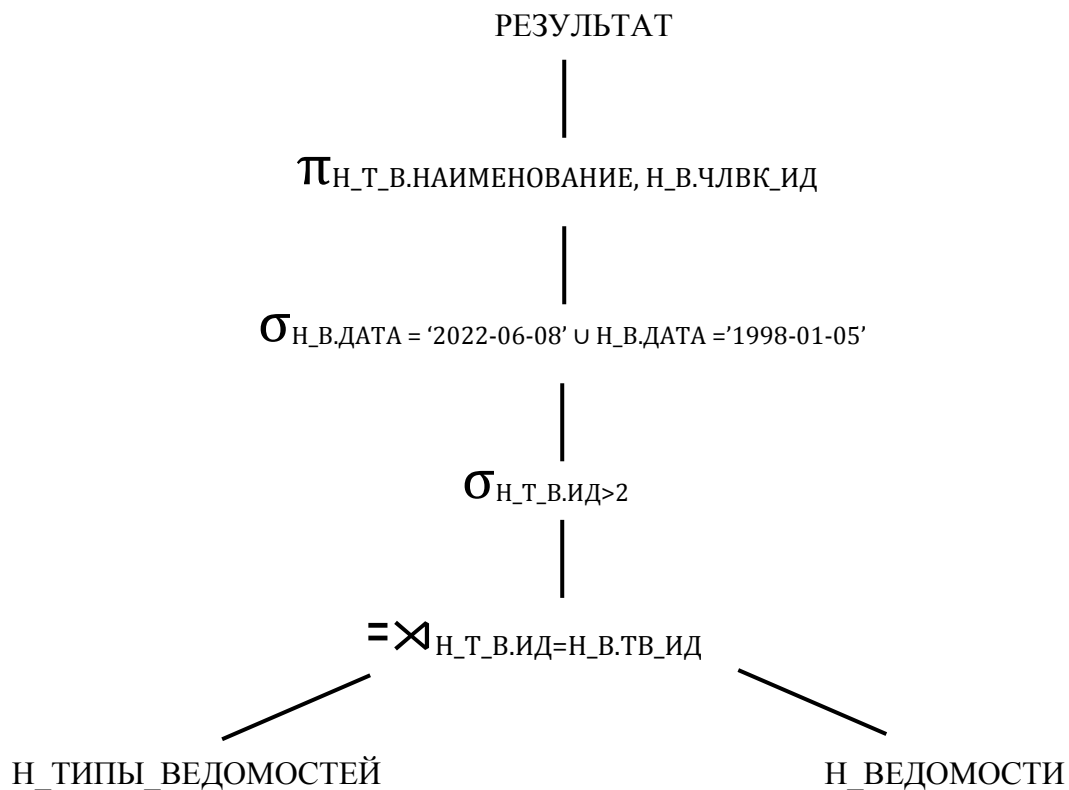 РЕЗУЛЬТАТ
πН_Т_В.НАИМЕНОВАНИЕ, Н_В.ЧЛВК_ИД
σН_В.ДАТА = ‘2022-06-08’ ∪ Н_В.ДАТА =’1998-01-05’
σН_Т_В.ИД>2
=⋊Н_Т_В.ИД=Н_В.ТВ_ИД
Н_ТИПЫ_ВЕДОМОСТЕЙ Н_ВЕДОМОСТИ